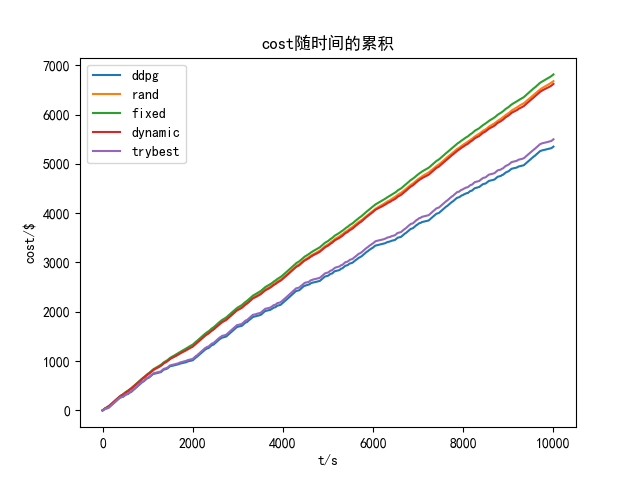 cost随时间的累积
7000
6000
5000
4000
3000
2000
1000
0
cost/$
ddpg
rand
fixed
dynamic
trybest
0 2000 4000 6000 8000 10000
t/s